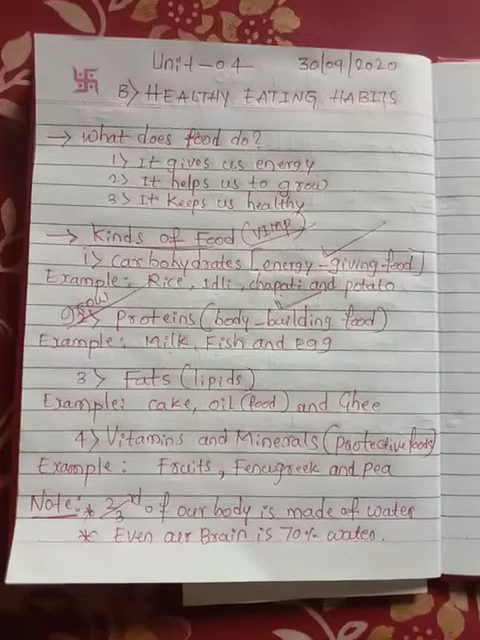 Unit-04 30/09/2020
卐
B> HEALTHY EATING HABITS
→ What does food do?
1> It gives us energy
2> It helps us to grow
3> It keeps us healthy
→ Kinds of Food (VIMP)
1> carbohydrates [energy-giving food]
Example: Rice, Idli, chapati and potato
2> Proteins (body-building food)
Example: Milk, Fish and egg
3> Fats (lipids)
Example: cake, oil (food) and Ghee
4> Vitamins and Minerals (protective foods)
Example: Fruits, Fenugreek and pea
Note: * 2/3rd of our body is made of water
* Even our Brain is 70% water.